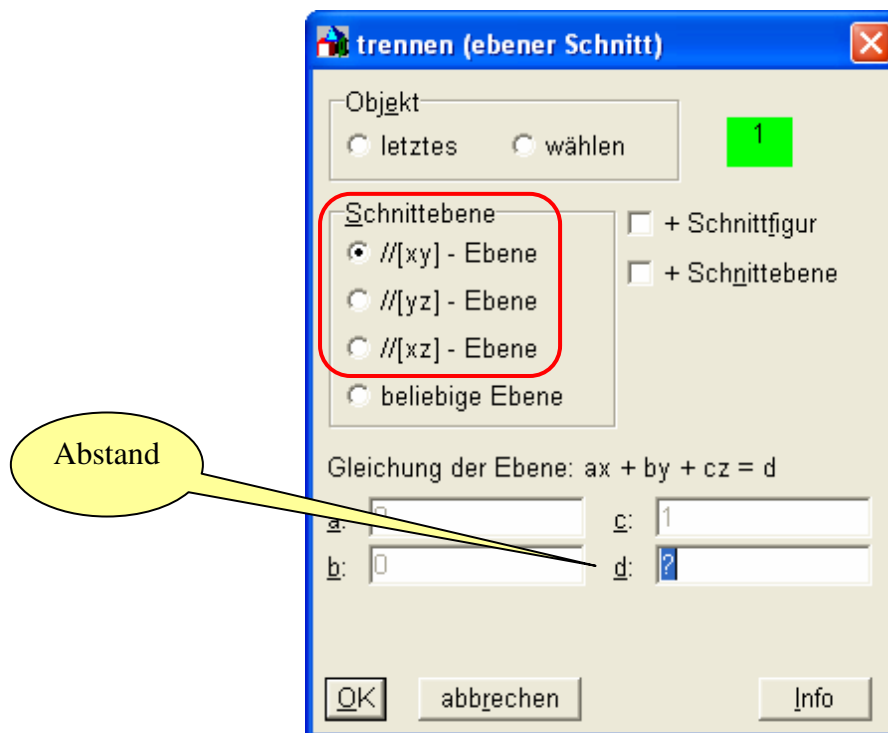 trennen (ebener Schnitt)
Objekt
letztes wählen
1
Schnittebene
//[xy] - Ebene
//[yz] - Ebene
//[xz] - Ebene
beliebige Ebene
+ Schnittfigur
+ Schnittebene
Abstand
Gleichung der Ebene: ax + by + cz = d
a: 0 c: 1
b: 0 d: ?
OK abbrechen Info